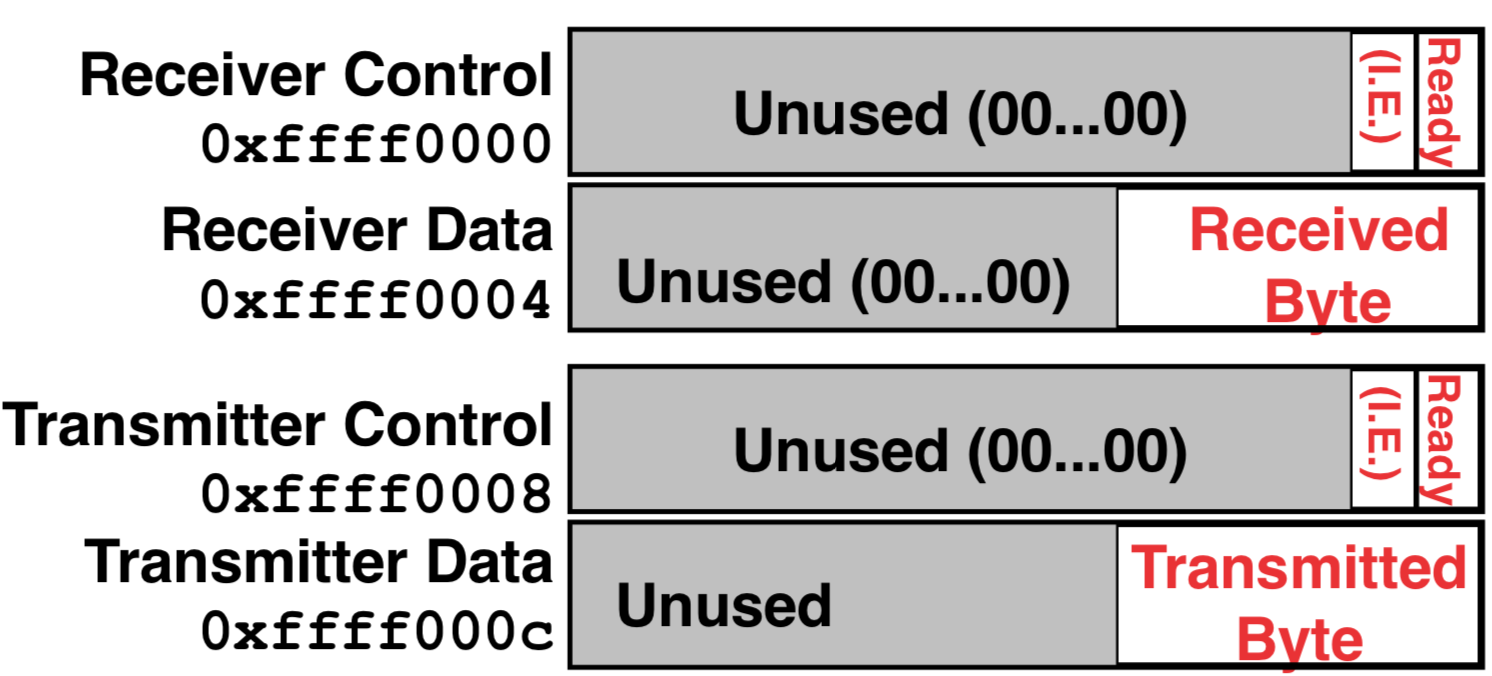 Receiver Control
0xffff0000
Unused (00...00)
(I.E.)
Ready
Receiver Data
0xffff0004
Unused (00...00)
Received
Byte
Transmitter Control
0xffff0008
Unused (00...00)
(I.E.)
Ready
Transmitter Data
0xffff000c
Unused
Transmitted
Byte